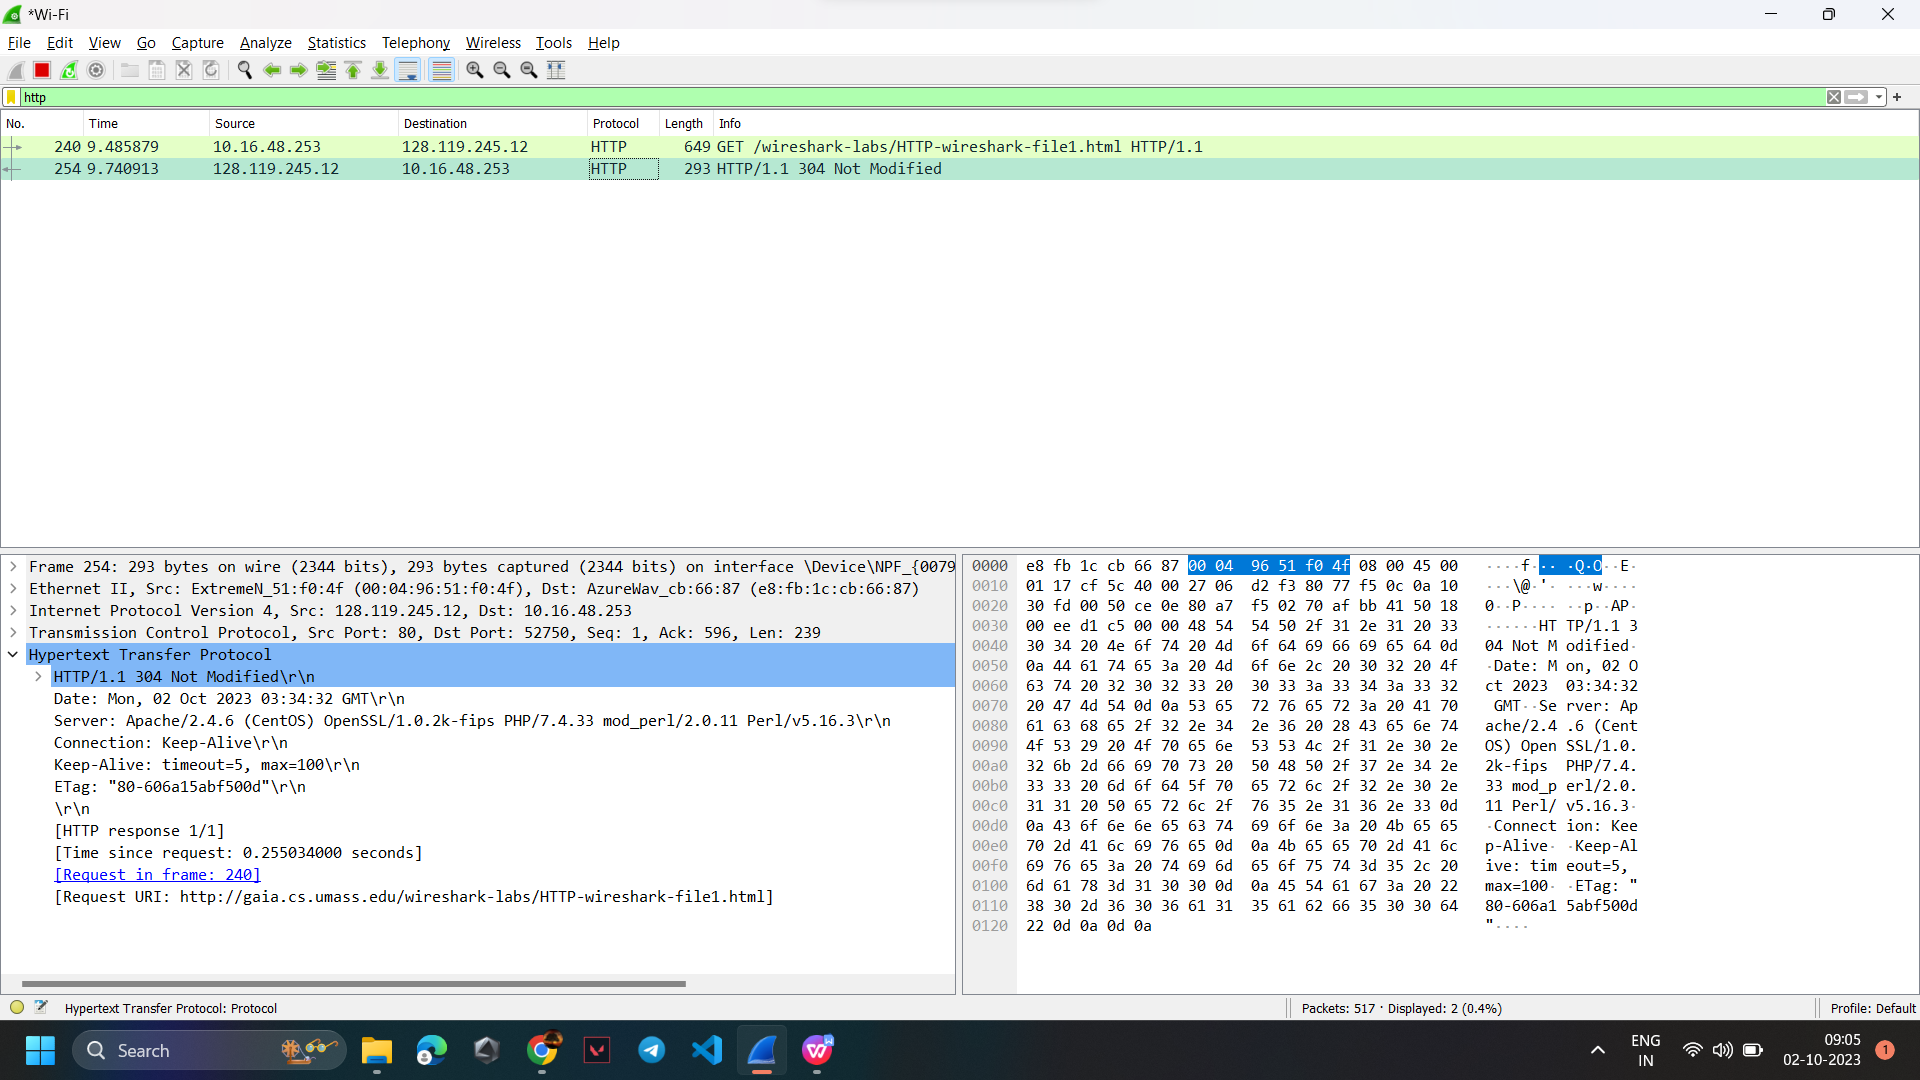 *Wi-Fi
File Edit View Go Capture Analyze Statistics Telephony Wireless Tools Help
http
No. Time Source Destination Protocol Length Info
240 9.485879 10.16.48.253 128.119.245.12 HTTP 649 GET /wireshark-labs/HTTP-wireshark-file1.html HTTP/1.1
254 9.740913 128.119.245.12 10.16.48.253 HTTP 293 HTTP/1.1 304 Not Modified
Frame 254: 293 bytes on wire (2344 bits), 293 bytes captured (2344 bits) on interface \Device\NPF_{0079
Ethernet II, Src: ExtremeN_51:f0:4f (00:04:96:51:f0:4f), Dst: AzureWav_cb:66:87 (e8:fb:1c:cb:66:87)
Internet Protocol Version 4, Src: 128.119.245.12, Dst: 10.16.48.253
Transmission Control Protocol, Src Port: 80, Dst Port: 52750, Seq: 1, Ack: 596, Len: 239
Hypertext Transfer Protocol
HTTP/1.1 304 Not Modified\r\n
Date: Mon, 02 Oct 2023 03:34:32 GMT\r\n
Server: Apache/2.4.6 (CentOS) OpenSSL/1.0.2k-fips PHP/7.4.33 mod_perl/2.0.11 Perl/v5.16.3\r\n
Connection: Keep-Alive\r\n
Keep-Alive: timeout=5, max=100\r\n
ETag: "80-606a15abf500d"\r\n
\r\n
[HTTP response 1/1]
[Time since request: 0.255034000 seconds]
[Request in frame: 240]
[Request URI: http://gaia.cs.umass.edu/wireshark-labs/HTTP-wireshark-file1.html]
0000 e8 fb 1c cb 66 87 00 04 96 51 f0 4f 08 00 45 00 ····f··· ·Q·O··E·
0010 01 17 cf 5c 40 00 27 06 d2 f3 80 77 f5 0c 0a 10 ···\@·'· ···w····
0020 30 fd 00 50 ce 0e 80 a7 f5 02 70 af bb 41 50 18 0··P···· ··p··AP·
0030 00 ee d1 c5 00 00 48 54 54 50 2f 31 2e 31 20 33 ······HT TP/1.1 3
0040 30 34 20 4e 6f 74 20 4d 6f 64 69 66 69 65 64 0d 04 Not M odified·
0050 0a 44 61 74 65 3a 20 4d 6f 6e 2c 20 30 32 20 4f ·Date: M on, 02 O
0060 63 74 20 32 30 32 33 20 30 33 3a 33 34 3a 33 32 ct 2023 03:34:32
0070 20 47 4d 54 0d 0a 53 65 72 76 65 72 3a 20 41 70 GMT··Se rver: Ap
0080 61 63 68 65 2f 32 2e 34 2e 36 20 28 43 65 6e 74 ache/2.4 .6 (Cent
0090 4f 53 29 20 4f 70 65 6e 53 53 4c 2f 31 2e 30 2e OS) Open SSL/1.0.
00a0 32 6b 2d 66 69 70 73 20 50 48 50 2f 37 2e 34 2e 2k-fips PHP/7.4.
00b0 33 33 20 6d 6f 64 5f 70 65 72 6c 2f 32 2e 30 2e 33 mod_p erl/2.0.
00c0 31 31 20 50 65 72 6c 2f 76 35 2e 31 36 2e 33 0d 11 Perl/ v5.16.3·
00d0 0a 43 6f 6e 6e 65 63 74 69 6f 6e 3a 20 4b 65 65 ·Connect ion: Kee
00e0 70 2d 41 6c 69 76 65 0d 0a 4b 65 65 70 2d 41 6c p-Alive· ·Keep-Al
00f0 69 76 65 3a 20 74 69 6d 65 6f 75 74 3d 35 2c 20 ive: tim eout=5,
0100 6d 61 78 3d 31 30 30 0d 0a 45 54 61 67 3a 20 22 max=100· ·ETag: "
0110 38 30 2d 36 30 36 61 31 35 61 62 66 35 30 30 64 80-606a1 5abf500d
0120 22 0d 0a 0d 0a "····
Hypertext Transfer Protocol: Protocol
Packets: 517 · Displayed: 2 (0.4%)
Profile: Default
Search
ENG
IN
09:05
02-10-2023
1